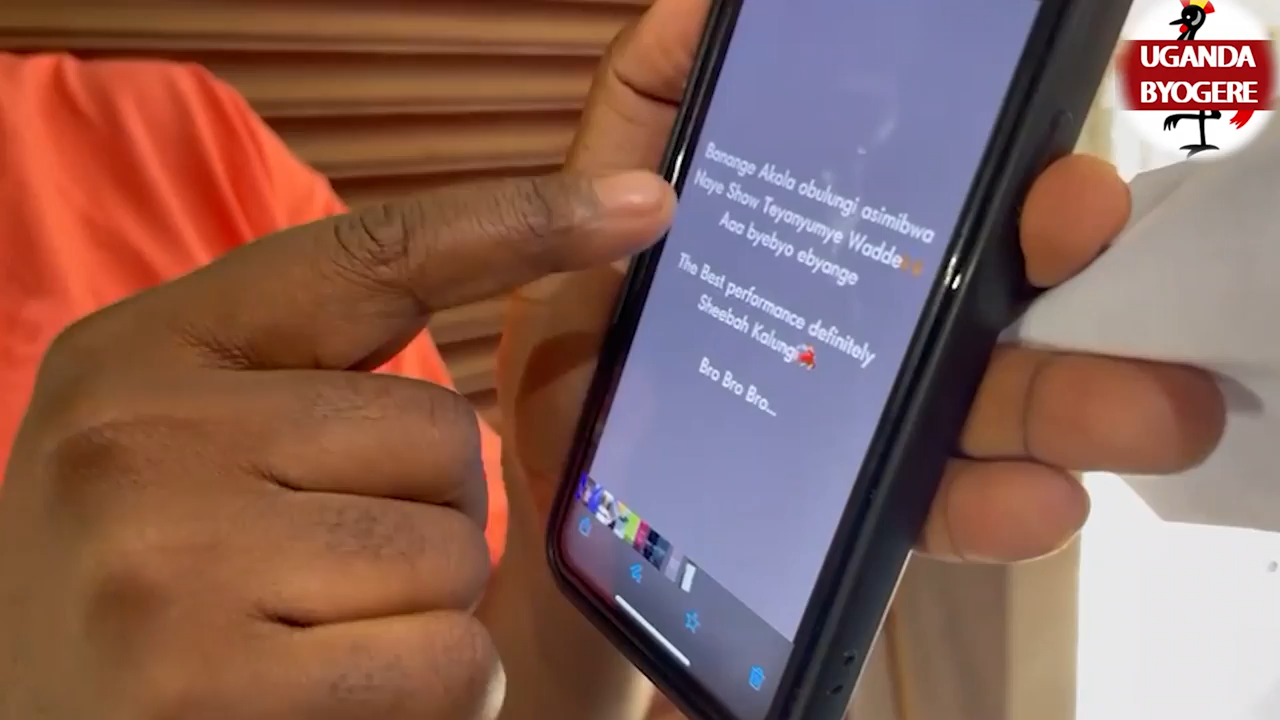 UGANDA
BYOGERE
Banange Akola obulungi asimibwa
Naye Show Teyanyumye Wadde
Aaa byebyo ebyange
The Best performance definitely
Sheebah Kalungi
Bro Bro Bro...